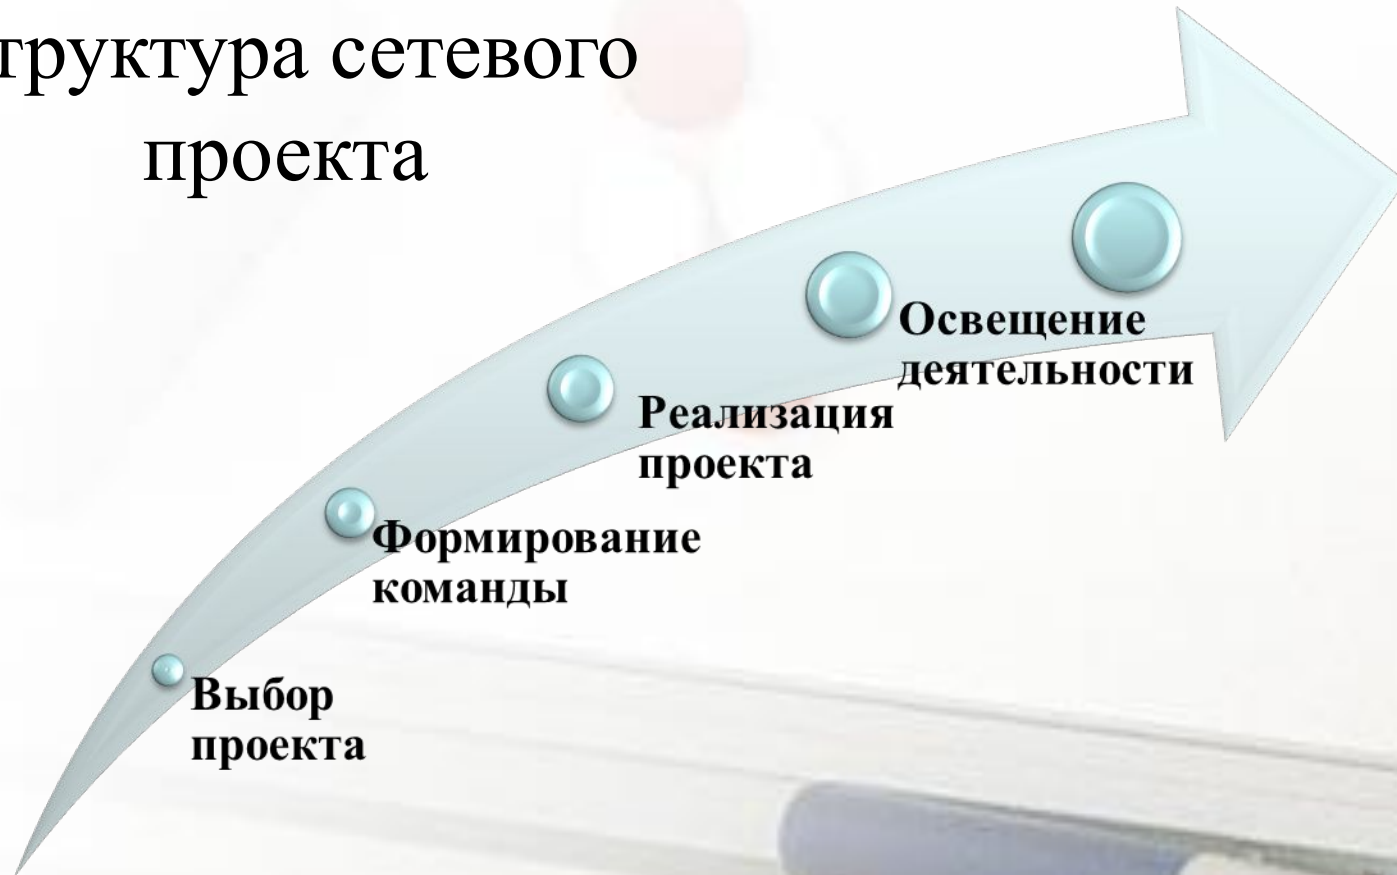 труктура сетевого
проекта
Освещение
деятельности
Реализация
проекта
Формирование
команды
Выбор
проекта